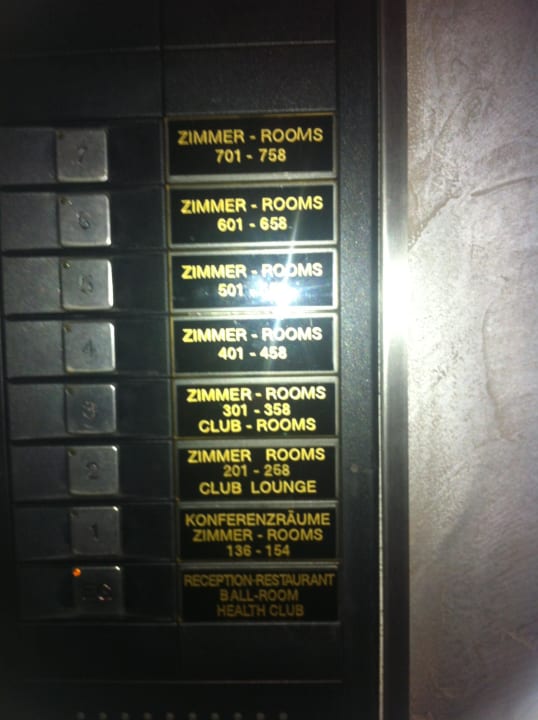 7 ZIMMER - ROOMS
701 - 758
6 ZIMMER - ROOMS
601 - 658
5 ZIMMER - ROOMS
501 -
4 ZIMMER - ROOMS
401 - 458
3 ZIMMER - ROOMS
301 - 358
CLUB - ROOMS
2 ZIMMER ROOMS
201 - 258
CLUB LOUNGE
1 KONFERENZRÄUME
ZIMMER - ROOMS
136 - 154
RECEPTION-RESTAURANT
BALL-ROOM
HEALTH CLUB